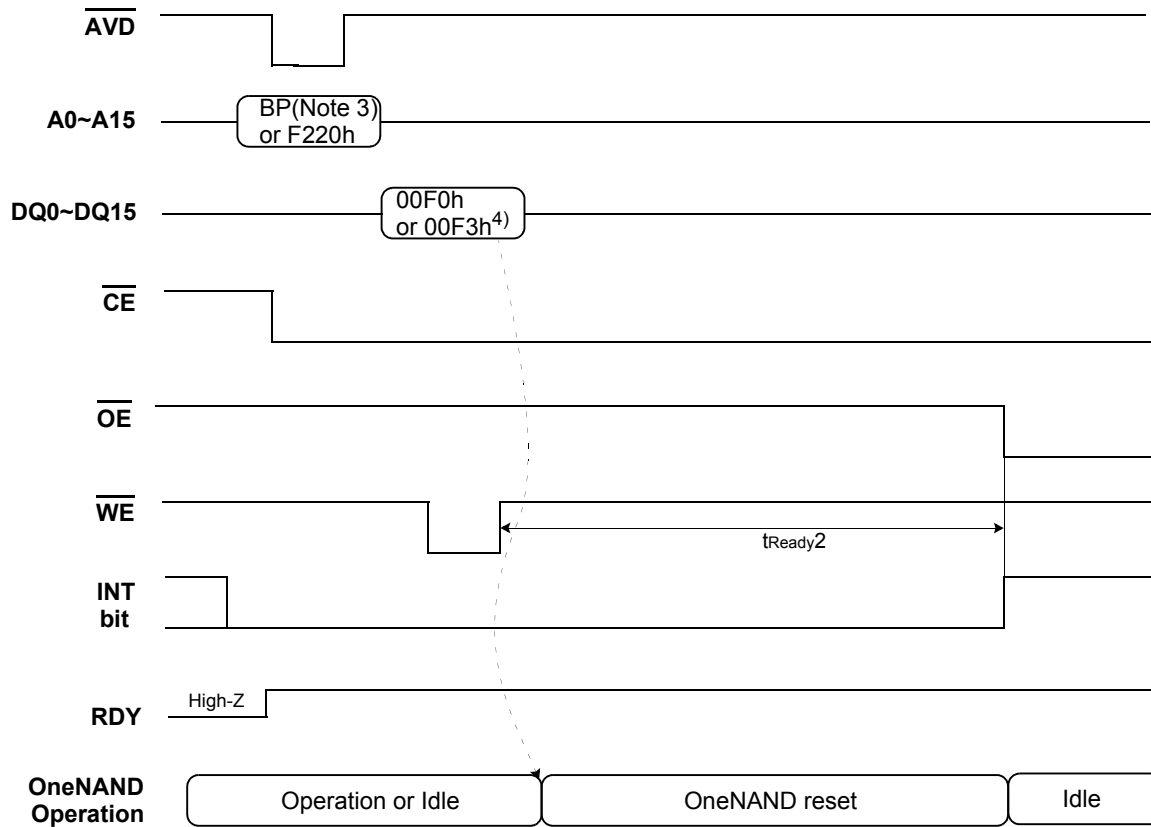 AVD
A0~A15
BP(Note 3)
or F220h
DQ0~DQ15
00F0h
or 00F3h4)
CE
OE
WE
tReady2
INT
bit
High-Z
RDY
OneNAND
Operation
Operation or Idle
OneNAND reset
Idle